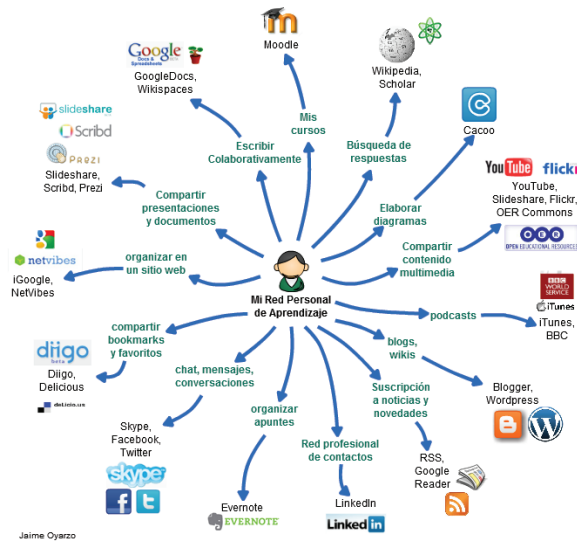 Moodle
Google
Docs &
Spreadsheets
GoogleDocs,
Wikispaces
Wikipedia,
Scholar
Cacoo
slideshare
Scribd
PREZI
Slideshare,
Scribd, Prezi
Mis
cursos
Escribir
Colaborativamente
Búsqueda de
respuestas
YouTube
flickr
YouTube,
Slideshare, Flickr,
OER Commons
OER
OPEN EDUCATIONAL RESOURCES
Compartir
presentaciones
y documentos
Elaborar
diagramas
Compartir
contenido
multimedia
netvibes
iGoogle,
NetVibes
organizar en
un sitio web
Mi Red Personal
de Aprendizaje
podcasts
BBC
WORLD
SERVICE
iTunes
iTunes,
BBC
compartir
bookmarks
y favoritos
diigo
beta
Diigo,
Delicious
del.icio.us
chat, mensajes,
conversaciones
blogs,
wikis
Blogger,
Wordpress
Suscripción
a noticias y
novedades
organizar
apuntes
Red profesional
de contactos
Skype,
Facebook,
Twitter
skype
RSS,
Google
Reader
Evernote
EVERNOTE
LinkedIn
Linked in
Jaime Oyarzo